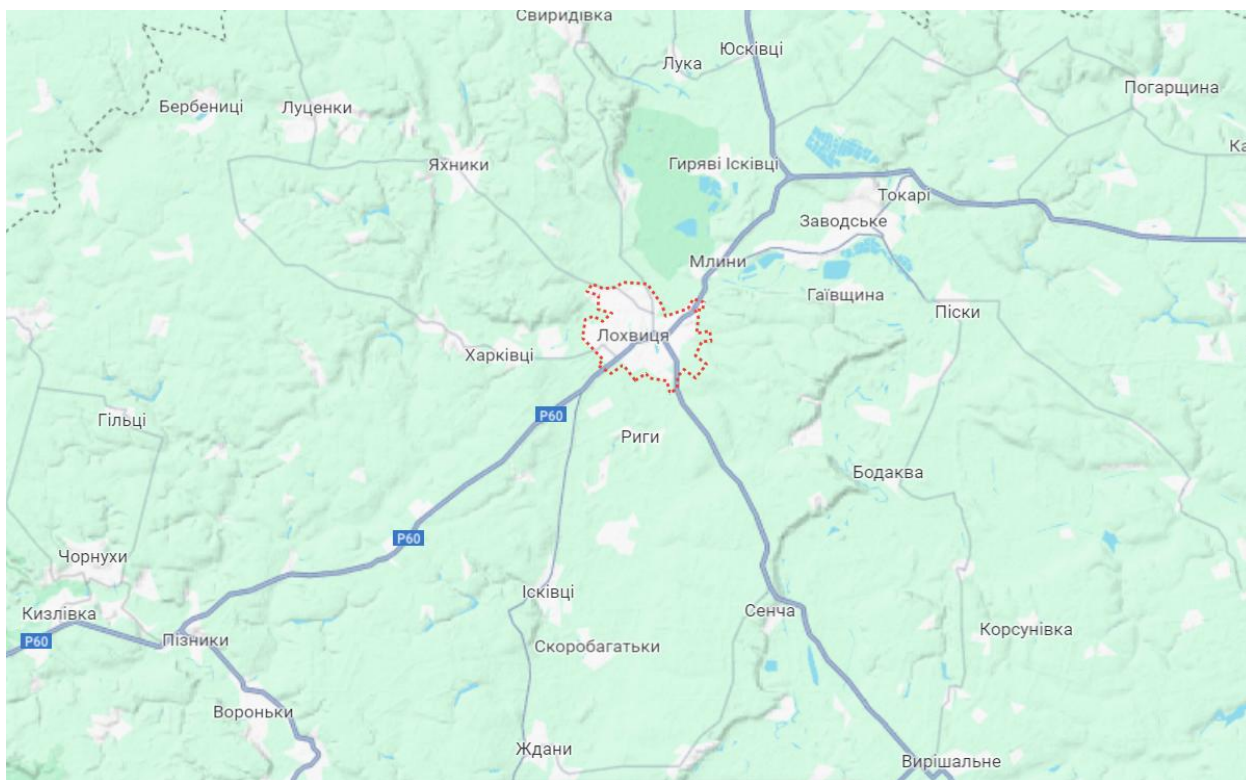 Свиридівка
Юсківці
Лука
Погарщина
Бербениці
Луценки
Яхники
Гиряві Ісківці
Токарі
Заводське
Млини
Гаївщина
Піски
Лохвиця
Харківці
P60
Гільці
Риги
Бодаква
P60
Чорнухи
Ісківці
Кизлівка
Сенча
Корсунівка
P60
Пізники
Скоробагатьки
Вороньки
Ждани
Вирішальне